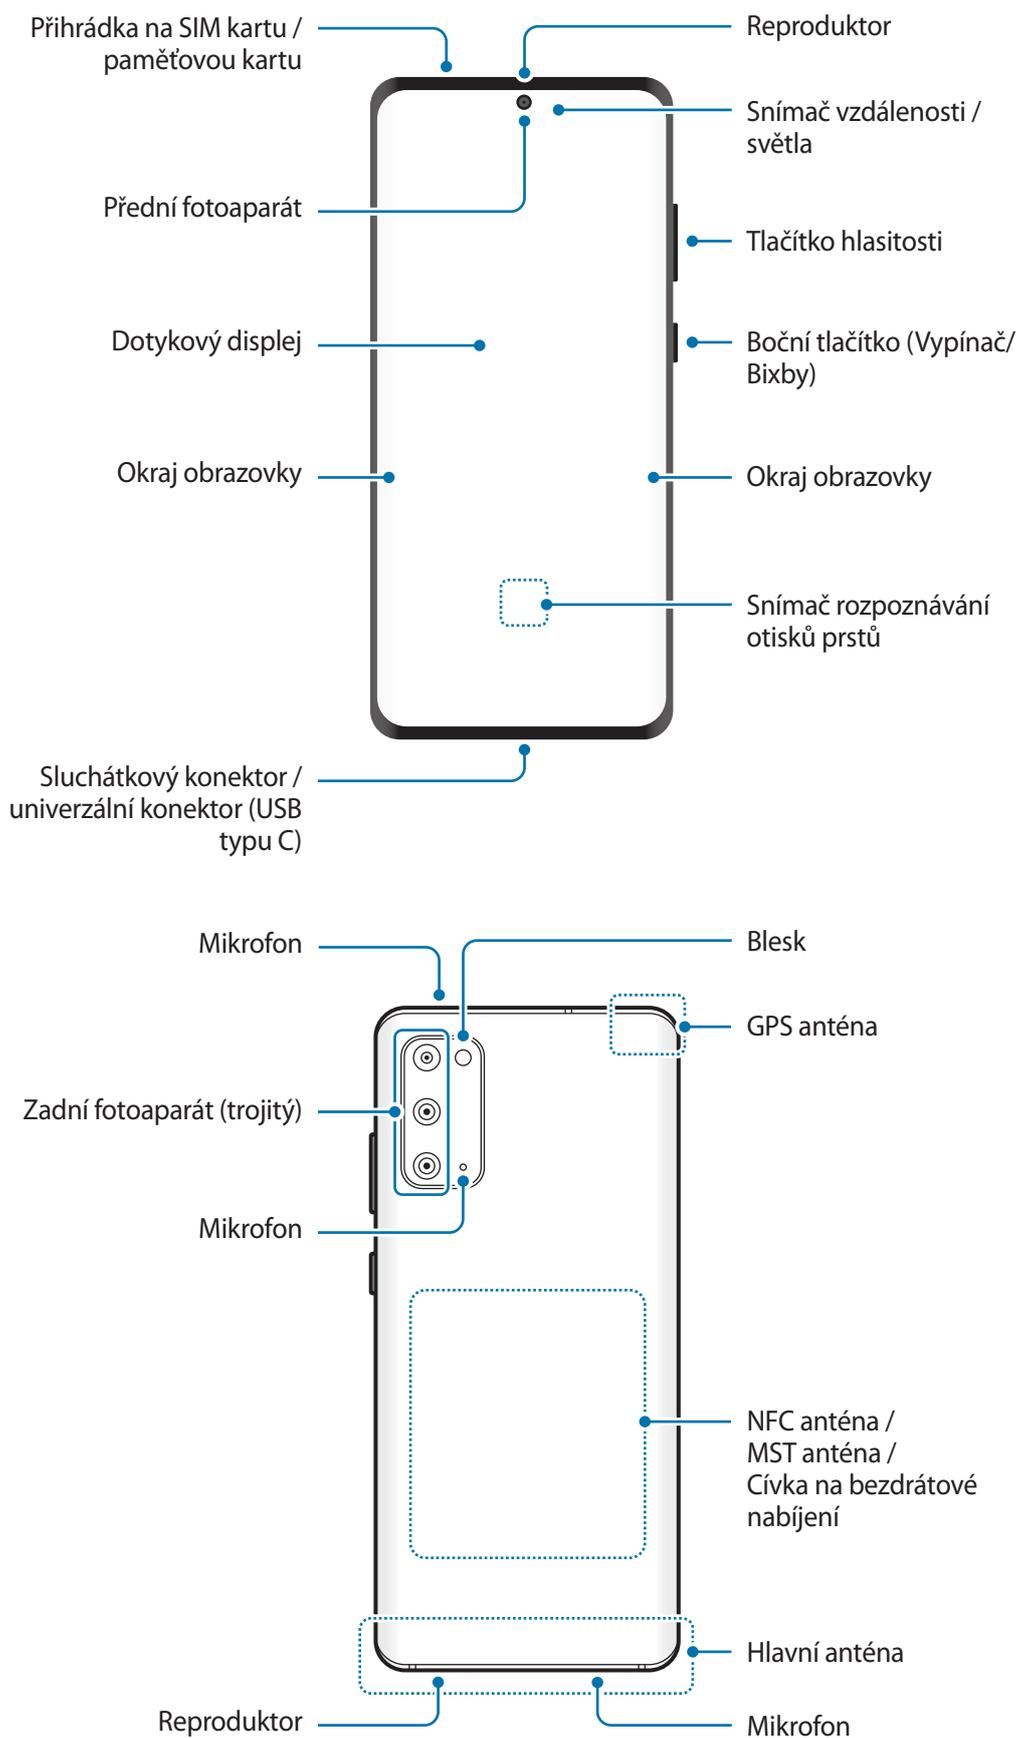 Přihrádka na SIM kartu /
paměťovou kartu
Reproduktor
Snímač vzdálenosti /
světla
Přední fotoaparát
Tlačítko hlasitosti
Dotykový displej
Boční tlačítko (Vypínač/
Bixby)
Okraj obrazovky
Okraj obrazovky
Snímač rozpoznávání
otisků prstů
Sluchátkový konektor /
univerzální konektor (USB
typu C)
Mikrofon
Blesk
GPS anténa
Zadní fotoaparát (trojitý)
Mikrofon
NFC anténa /
MST anténa /
Cívka na bezdrátové
nabíjení
Hlavní anténa
Reproduktor
Mikrofon